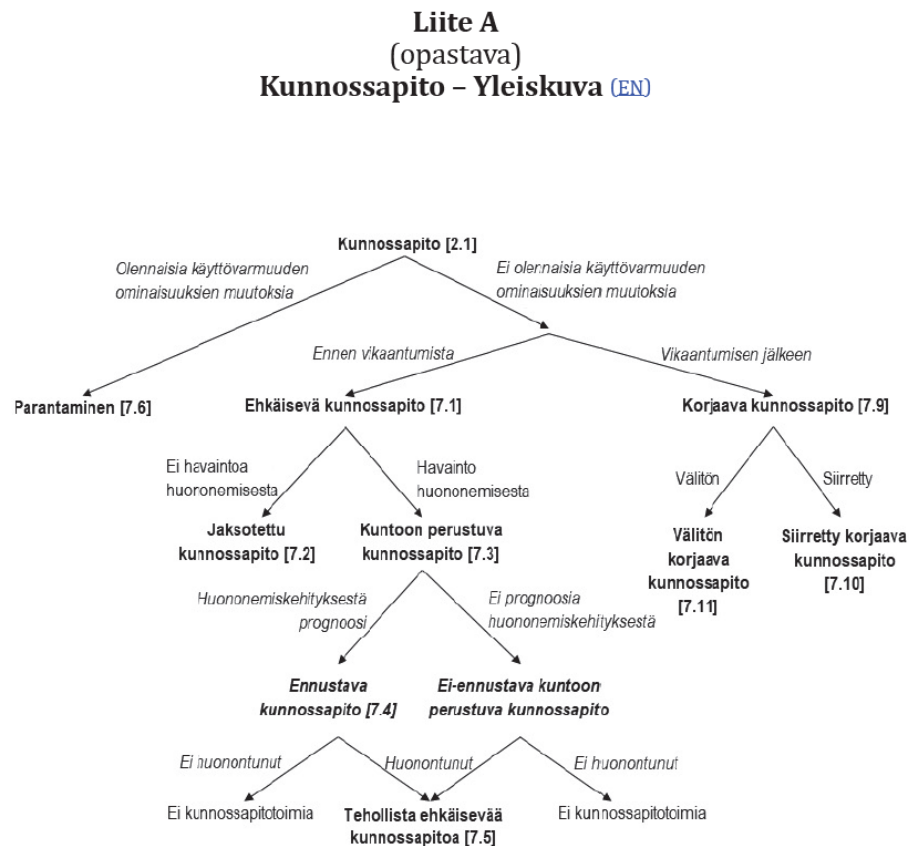 Liite A
(opastava)
Kunnossapito – Yleiskuva (EN)
Kunnossapito [2.1]
Olennaisia käyttövarmuuden
ominaisuuksien muutoksia
Ei olennaisia käyttövarmuuden
ominaisuuksien muutoksia
Ennen vikaantumista
Vikaantumisen jälkeen
Parantaminen [7.6]
Ehkäisevä kunnossapito [7.1]
Korjaava kunnossapito [7.9]
Ei havaintoa
huononemisesta
Havainto
huononemisesta
Välitön
Siirretty
Jaksotettu
kunnossapito [7.2]
Kuntoon perustuva
kunnossapito [7.3]
Välitön
korjaava
kunnossapito
[7.11]
Siirretty korjaava
kunnossapito
[7.10]
Huononemiskehityksestä
prognoosi
Ei prognoosia
huononemiskehityksestä
Ennustava
kunnossapito [7.4]
Ei-ennustava kuntoon
perustuva kunnossapito
Ei huonontunut
Huonontunut
Ei huonontunut
Ei kunnossapitotoimia
Tehollista ehkäisevää
kunnossapitoa [7.5]
Ei kunnossapitotoimia